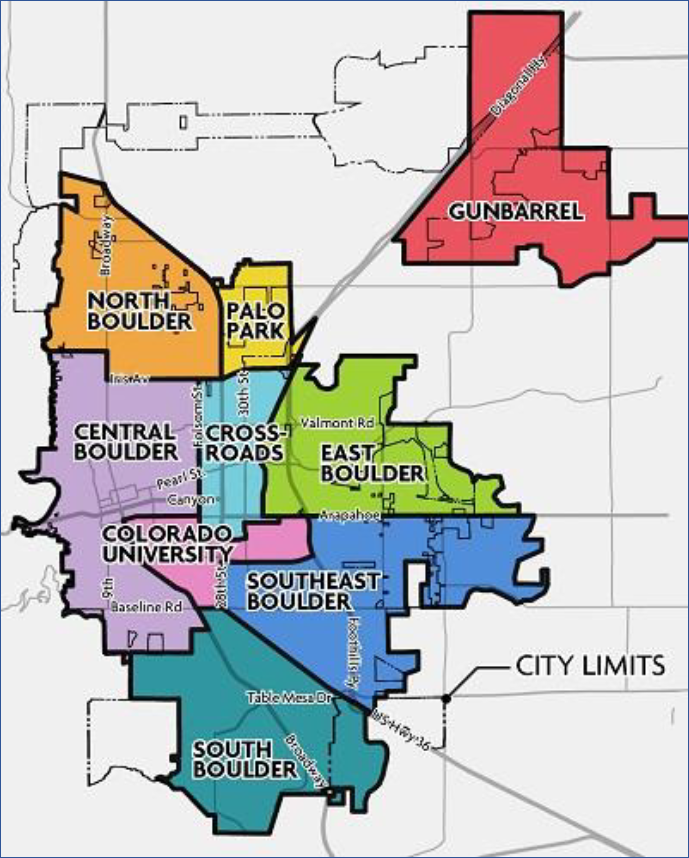 Diagonal Hy
GUNBARREL
Broadway
NORTH
BOULDER
PALO
PARK
Iris Av
Folsom St
30th St
Valmont Rd
CENTRAL
BOULDER
CROSS-
ROADS
EAST
BOULDER
Pearl St.
Canyon
Arapahoe
COLORADO
UNIVERSITY
9th
28th St
Baseline Rd
SOUTHEAST
BOULDER
Foothills Py
CITY LIMITS
Table Mesa Dr
US Hwy 36
SOUTH
BOULDER
Broadway